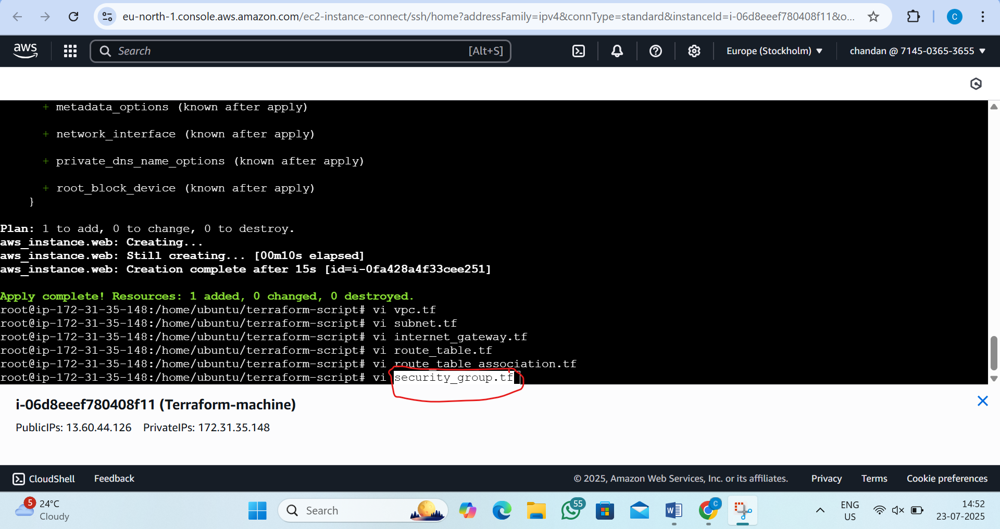 eu-north-1.console.aws.amazon.com/ec2-instance-connect/ssh/home?addressFamily=ipv4&connType=standard&instanceId=i-06d8eeef780408f11&o...
C
aws
Search
[Alt+S]
Europe (Stockholm)
chandan @ 7145-0365-3655
+ metadata_options (known after apply)
+ network_interface (known after apply)
+ private_dns_name_options (known after apply)
+ root_block_device (known after apply)
}
Plan: 1 to add, 0 to change, 0 to destroy.
aws_instance.web: Creating...
aws_instance.web: Still creating... [00m10s elapsed]
aws_instance.web: Creation complete after 15s [id=i-0fa428a4f33cee251]
Apply complete! Resources: 1 added, 0 changed, 0 destroyed.
root@ip-172-31-35-148:/home/ubuntu/terraform-script# vi vpc.tf
root@ip-172-31-35-148:/home/ubuntu/terraform-script# vi subnet.tf
root@ip-172-31-35-148:/home/ubuntu/terraform-script# vi internet_gateway.tf
root@ip-172-31-35-148:/home/ubuntu/terraform-script# vi route_table.tf
root@ip-172-31-35-148:/home/ubuntu/terraform-script# vi route_table_association.tf
root@ip-172-31-35-148:/home/ubuntu/terraform-script# vi security_group.tf
i-06d8eeef780408f11 (Terraform-machine)
PublicIPs: 13.60.44.126 PrivateIPs: 172.31.35.148
CloudShell
Feedback
© 2025, Amazon Web Services, Inc. or its affiliates.
Privacy
Terms
Cookie preferences
5
24°C
Cloudy
Search
55
W
C
ENG
US
14:52
23-07-2025